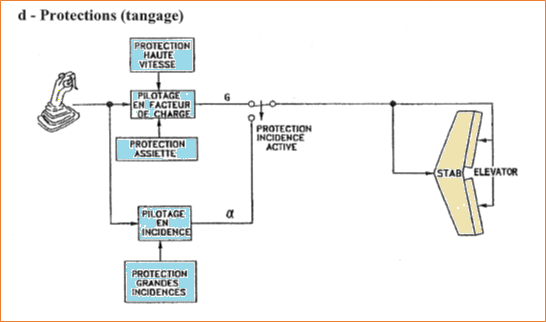 d - Protections (tangage)
PROTECTION
HAUTE
VITESSE
PILOTAGE
EN FACTEUR
DE CHARGE
G
PROTECTION
ASSIETTE
PROTECTION
INCIDENCE
ACTIVE
STAB
ELEVATOR
PILOTAGE
EN
INCIDENCE
α
PROTECTION
GRANDES
INCIDENCES